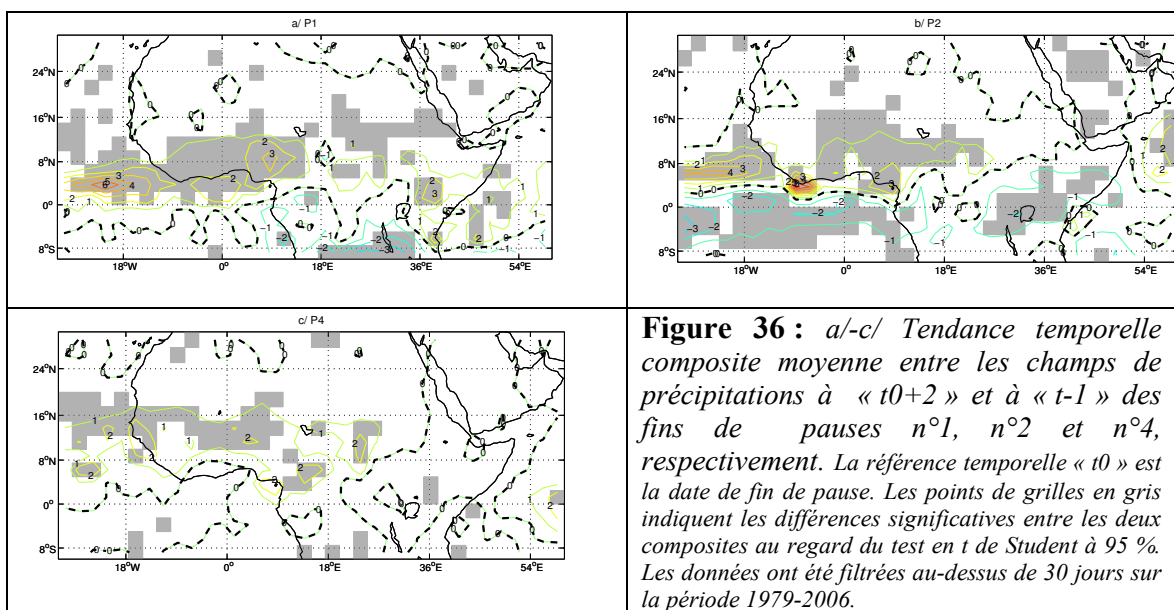 a/ P1
24°N
16°N
8°N
0°
8°S
18°W 0° 18°E 36°E 54°E
b/ P2
24°N
16°N
8°N
0°
8°S
18°W 0° 18°E 36°E 54°E
c/ P4
24°N
16°N
8°N
0°
8°S
18°W 0° 18°E 36°E 54°E
Figure 36 : a/-c/ Tendance temporelle
composite moyenne entre les champs de
précipitations à « t0+2 » et à « t-1 » des
fins de pauses n°1, n°2 et n°4,
respectivement. La référence temporelle « t0 » est
la date de fin de pause. Les points de grilles en gris
indiquent les différences significatives entre les deux
composites au regard du test en t de Student à 95 %.
Les données ont été filtrées au-dessus de 30 jours sur
la période 1979-2006.